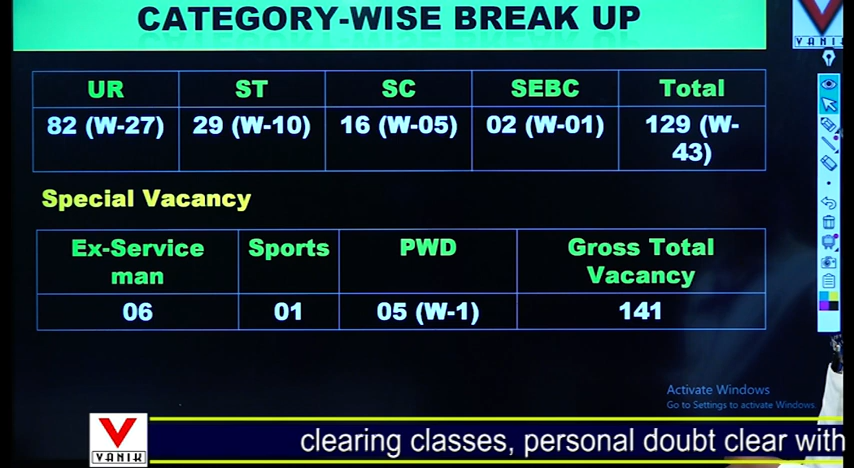 CATEGORY-WISE BREAK UP
VANIK
UR ST SC SEBC Total
82 (W-27) 29 (W-10) 16 (W-05) 02 (W-01) 129 (W-
43)
Special Vacancy
Ex-Service Sports PWD Gross Total
man Vacancy
06 01 05 (W-1) 141
Activate Windows
Go to Settings to activate Windows.
VANIK
clearing classes, personal doubt clear with